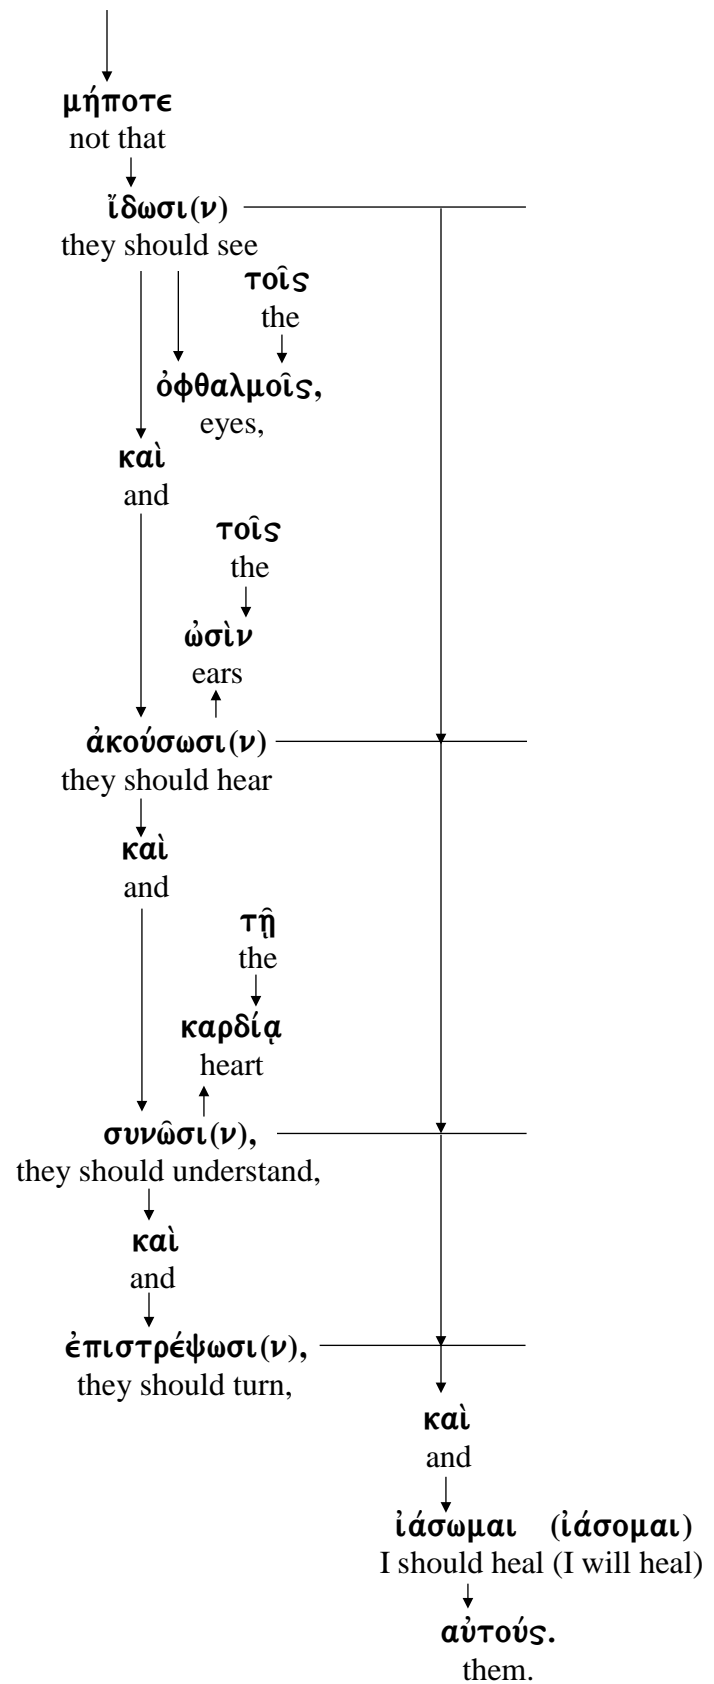 μήποτε
not that
ἴδωσι(ν)
they should see
τοῖς
the
ὀφθαλμοῖς,
eyes,
καὶ
and
τοῖς
the
ὠσὶν
ears
ἀκούσωσι(ν)
they should hear
καὶ
and
τῇ
the
καρδίᾳ
heart
συνῶσι(ν),
they should understand,
καὶ
and
ἐπιστρέψωσι(ν),
they should turn,
καὶ
and
ἰάσωμαι (ἰάσομαι)
I should heal (I will heal)
αὐτούς.
them.